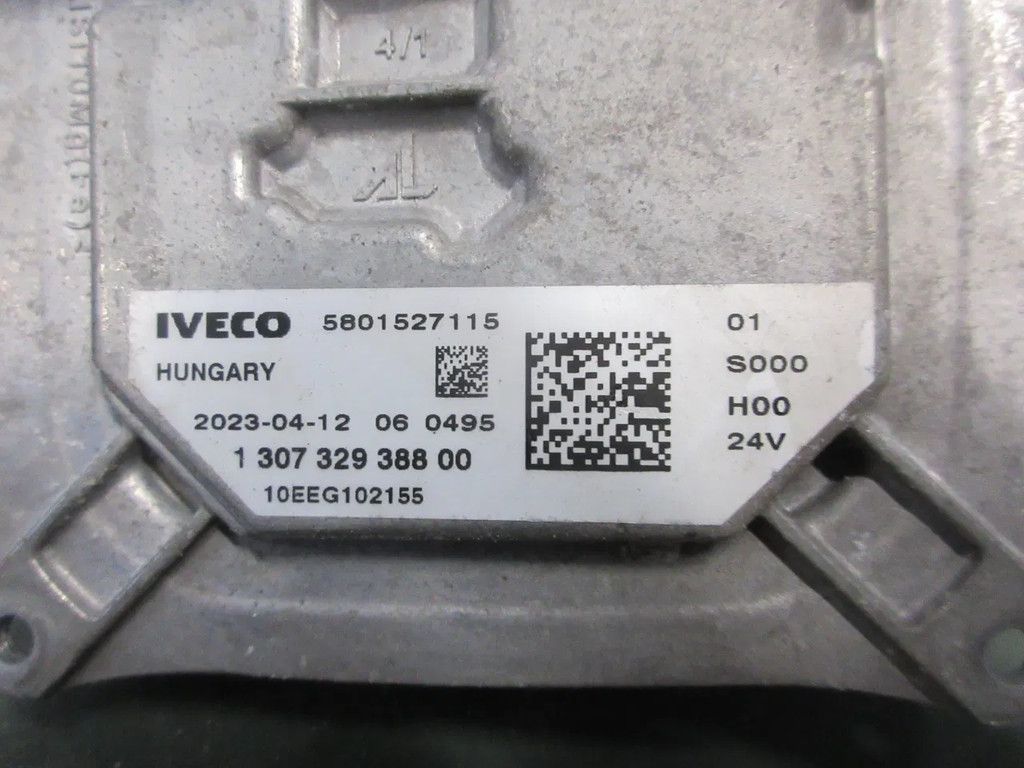 4/1
IVECO 5801527115
HUNGARY
2023-04-12 06 0495
1 307 329 388 00
10EEG102155
01
S000
H00
24V